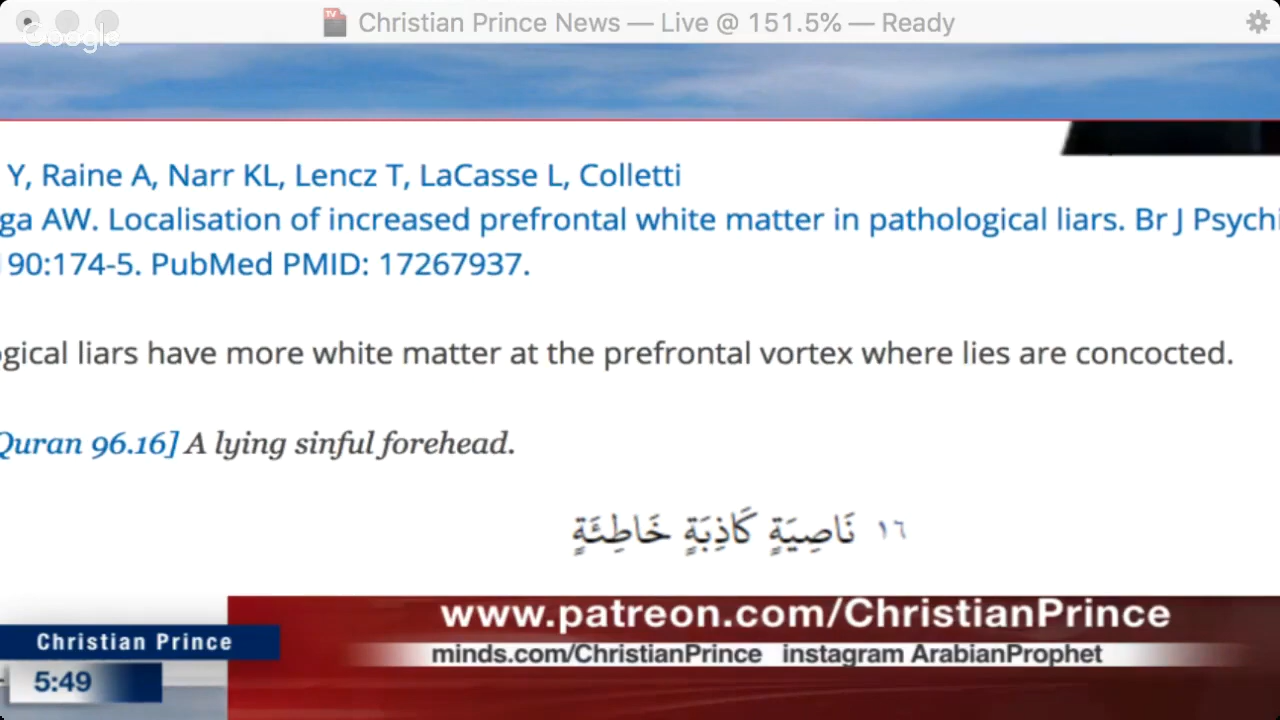 Christian Prince News — Live @ 151.5% — Ready
Google
TV
Y, Raine A, Narr KL, Lencz T, LaCasse L, Colletti
ga AW. Localisation of increased prefrontal white matter in pathological liars. Br J Psychi
190:174-5. PubMed PMID: 17267937.
gical liars have more white matter at the prefrontal vortex where lies are concocted.
Quran 96.16] A lying sinful forehead.
١٦ نَاصِيَةٍ كَاذِبَةٍ خَاطِئَةٍ
www.patreon.com/ChristianPrince
Christian Prince
minds.com/ChristianPrince instagram ArabianProphet
5:49